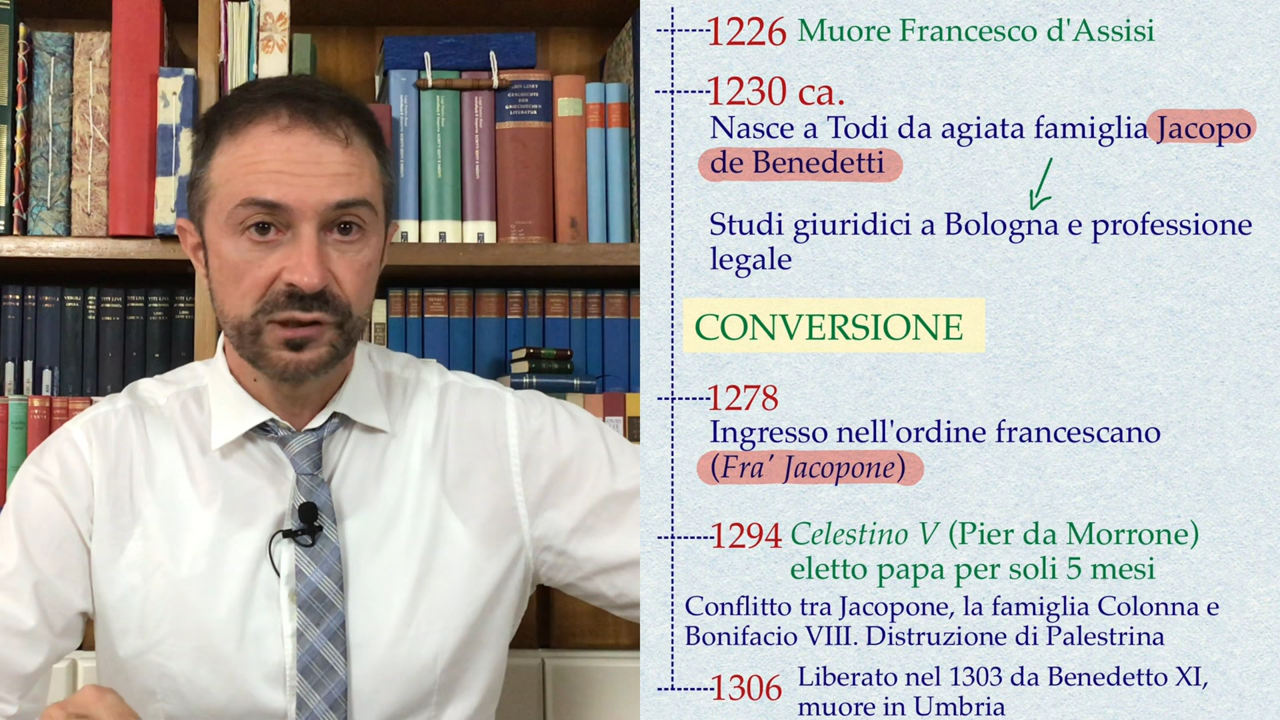 1226 Muore Francesco d'Assisi
1230 ca.
Nasce a Todi da agiata famiglia Jacopo
de Benedetti
Studi giuridici a Bologna e professione
legale
CONVERSIONE
1278
Ingresso nell'ordine francescano
(Fra' Jacopone)
1294 Celestino V (Pier da Morrone)
eletto papa per soli 5 mesi
Conflitto tra Jacopone, la famiglia Colonna e
Bonifacio VIII. Distruzione di Palestrina
1306 Liberato nel 1303 da Benedetto XI,
muore in Umbria